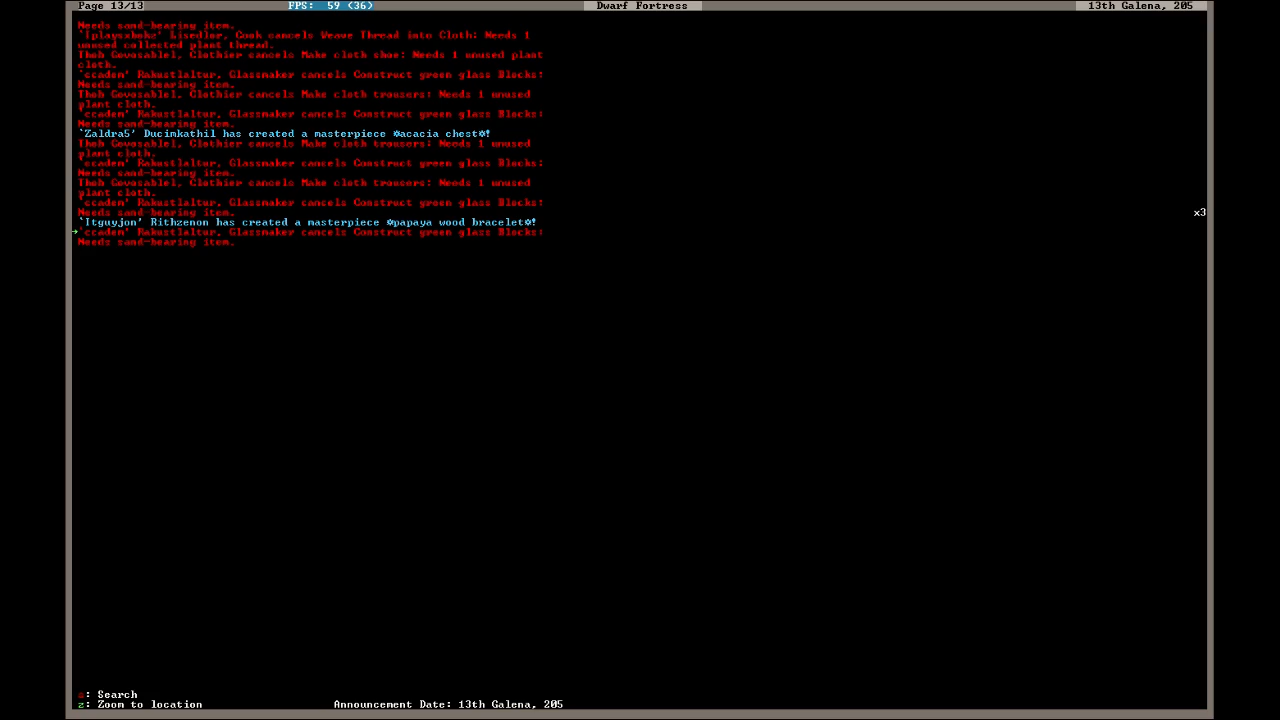 Page 13/13 FPS: 59 (36) Dwarf Fortress 13th Galena, 205
Needs sand-bearing item.
Cook cancels Weave Thread into Cloth: Needs 1
unused collected plant thread.
Thob Govosablel, Clothier cancels Make cloth shoe: Needs 1 unused plant
cloth.
Rakustlaltur, Glassmaker cancels Construct green glass Blocks:
Needs sand-bearing item.
Thob Govosablel, Clothier cancels Make cloth trousers: Needs 1 unused
plant cloth.
Rakustlaltur, Glassmaker cancels Construct green glass Blocks:
Needs sand-bearing item.
`Zaldra5' Ducimkathil has created a masterpiece ☼acacia chest☼!
Thob Govosablel, Clothier cancels Make cloth trousers: Needs 1 unused
plant cloth.
Rakustlaltur, Glassmaker cancels Construct green glass Blocks:
Needs sand-bearing item.
Thob Govosablel, Clothier cancels Make cloth trousers: Needs 1 unused
plant cloth.
Rakustlaltur, Glassmaker cancels Construct green glass Blocks:
Needs sand-bearing item. x3
`Itguyjon' Rithzenon has created a masterpiece ☼papaya wood bracelet☼!
Rakustlaltur, Glassmaker cancels Construct green glass Blocks:
Needs sand-bearing item.
s: Search
z: Zoom to location Announcement Date: 13th Galena, 205